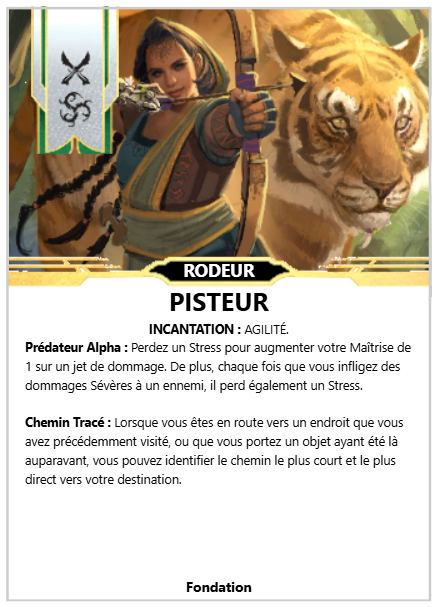 RODEUR
PISTEUR
INCANTATION : AGILITÉ.
Prédateur Alpha : Perdez un Stress pour augmenter votre Maîtrise de
1 sur un jet de dommage. De plus, chaque fois que vous infligez des
dommages Sévères à un ennemi, il perd également un Stress.
Chemin Tracé : Lorsque vous êtes en route vers un endroit que vous
avez précédemment visité, ou que vous portez un objet ayant été là
auparavant, vous pouvez identifier le chemin le plus court et le plus
direct vers votre destination.
Fondation